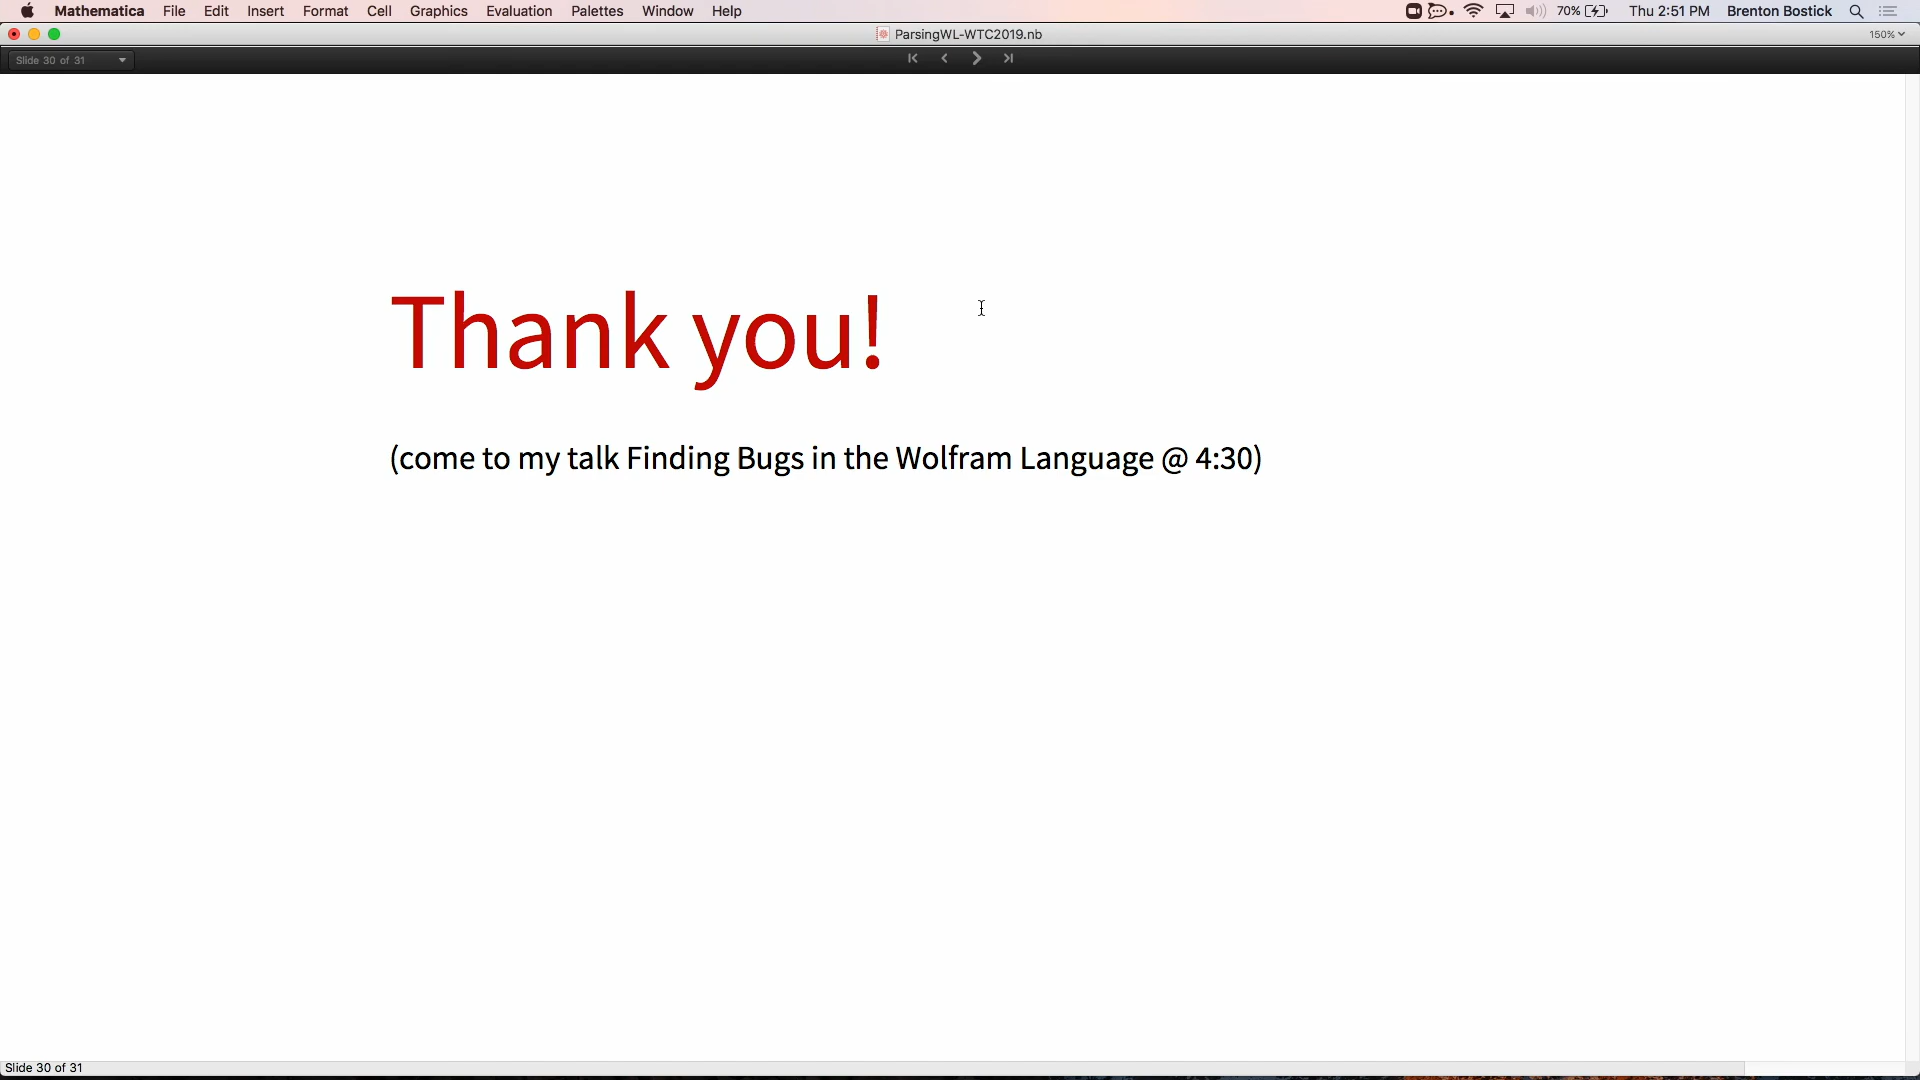 Mathematica File Edit Insert Format Cell Graphics Evaluation Palettes Window Help 70% Thu 2:51 PM Brenton Bostick
ParsingWL-WTC2019.nb 150%
Slide 30 of 31
Thank you!
(come to my talk Finding Bugs in the Wolfram Language @ 4:30)
Slide 30 of 31